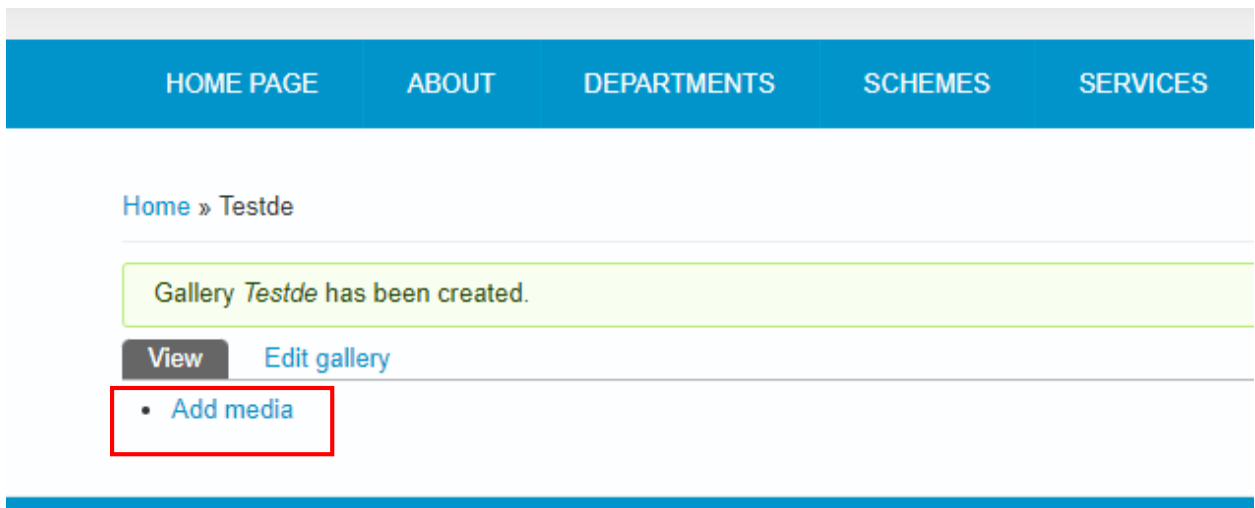 HOME PAGE ABOUT DEPARTMENTS SCHEMES SERVICES
Home » Testde
Gallery Testde has been created.
View Edit gallery
• Add media